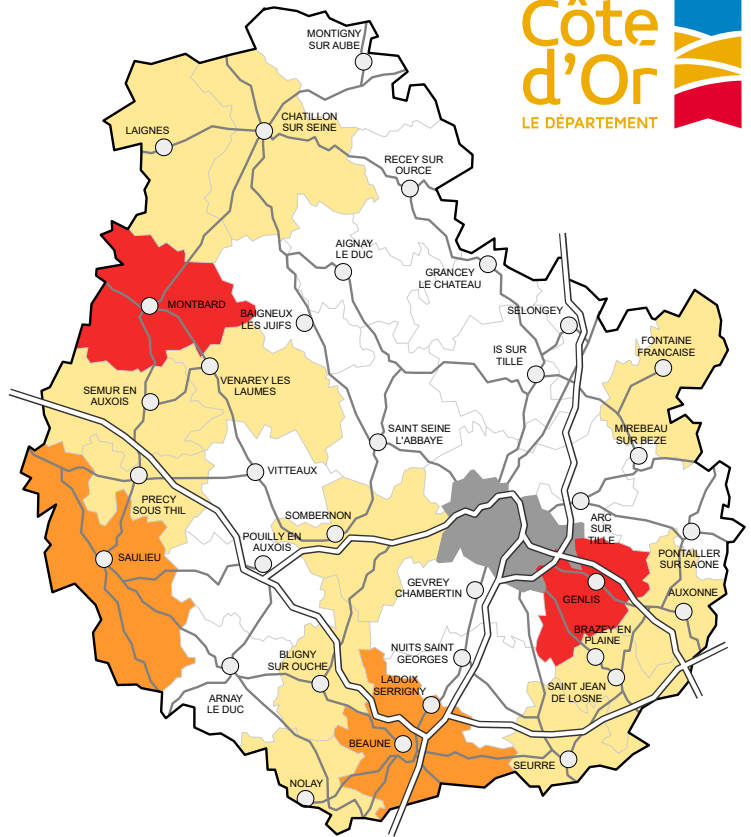 Côte
d'Or
LE DÉPARTEMENT
MONTIGNY
SUR AUBE
CHATILLON
SUR SEINE
LAIGNES
RECEY SUR
OURCE
AIGNAY
LE DUC
GRANCEY
LE CHATEAU
MONTBARD
BAIGNEUX
LES JUIFS
SELONGEY
FONTAINE
FRANCAISE
IS SUR
TILLE
VENAREY LES
LAUMES
SEMUR EN
AUXOIS
SAINT SEINE
L'ABBAYE
MIREBEAU
SUR BEZE
VITTEAUX
PRECY
SOUS THIL
SOMBERNON
ARC
SUR
TILLE
POUILLY EN
AUXOIS
PONTAILLER
SUR SAONE
SAULIEU
GEVREY
CHAMBERTIN
GENLIS
AUXONNE
BRAZEY EN
PLAINE
NUITS SAINT
GEORGES
BLIGNY
SUR OUCHE
LADOIX
SERRIGNY
SAINT JEAN
DE LOSNE
ARNAY
LE DUC
BEAUNE
SEURRE
NOLAY